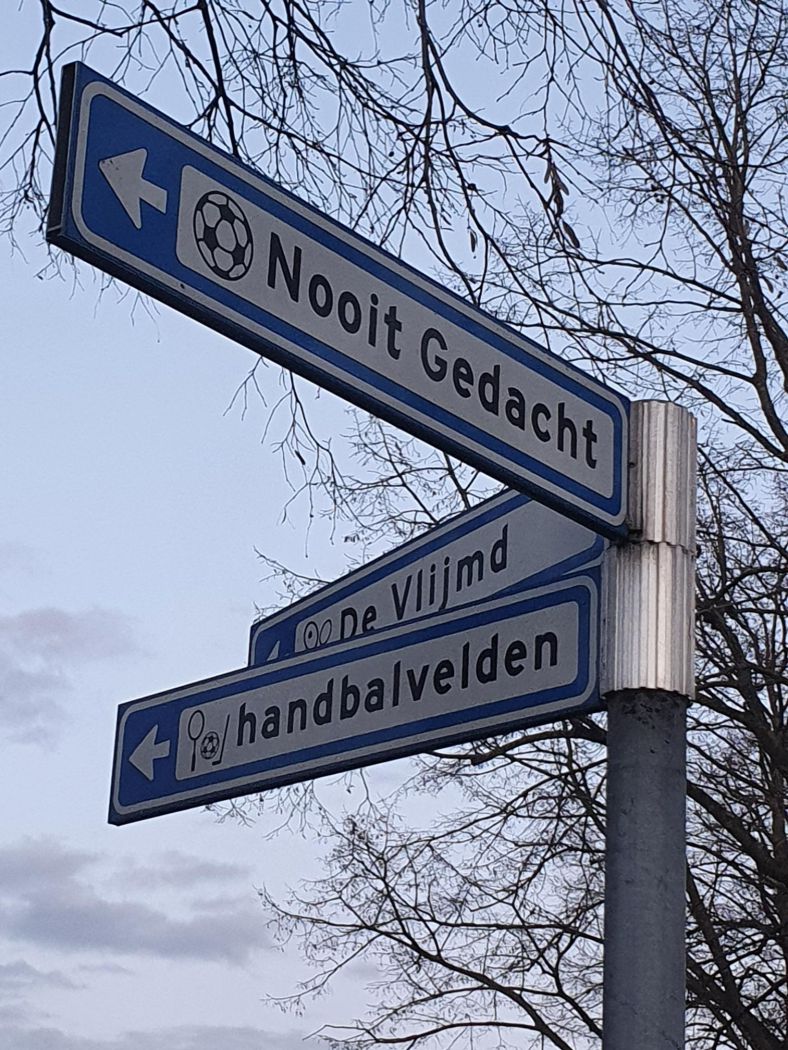 Nooit Gedacht
De Vlijmd
handbalvelden